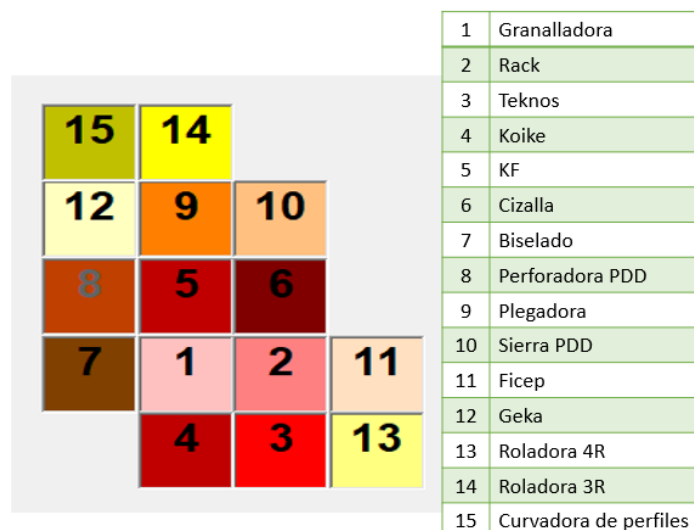 15 14
12 9 10
8 5 6
7 1 2 11
4 3 13
1 Granalladora
2 Rack
3 Teknos
4 Koike
5 KF
6 Cizalla
7 Biselado
8 Perforadora PDD
9 Plegadora
10 Sierra PDD
11 Ficep
12 Geka
13 Roladora 4R
14 Roladora 3R
15 Curvadora de perfiles